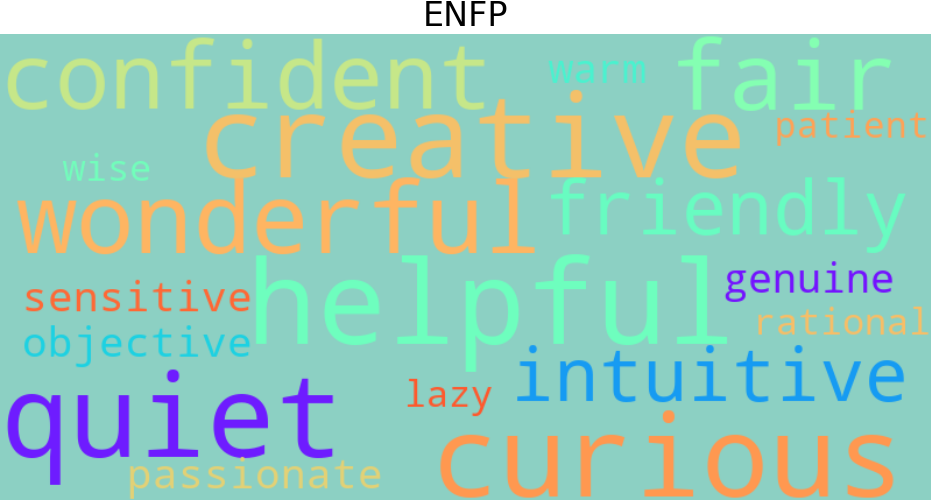 ENFP
confident warm fair
creative patient
wise
wonderful friendly
helpful genuine
sensitive rational
objective
quiet lazy intuitive
passionate curious